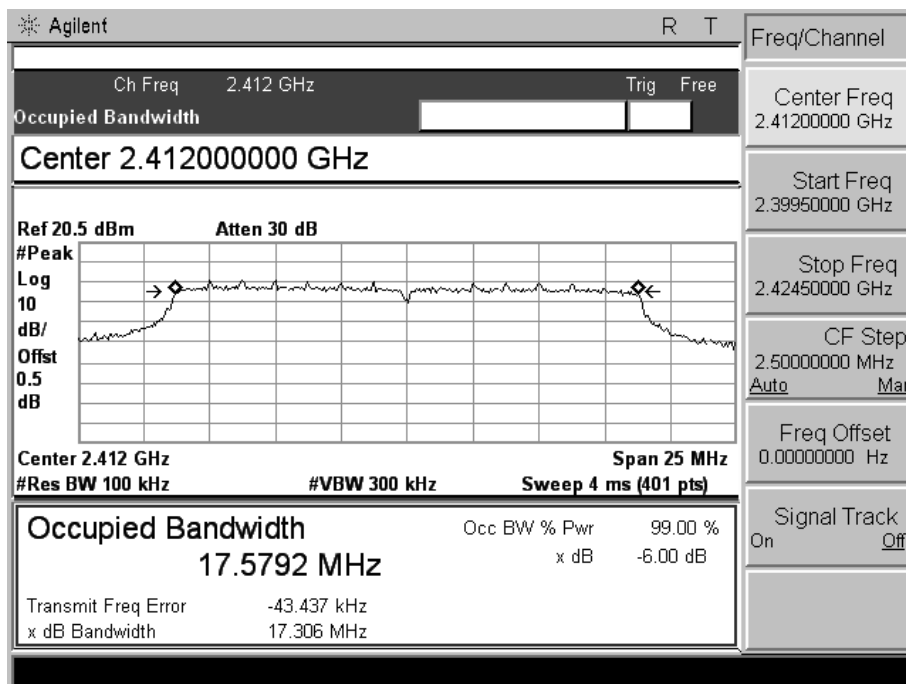 Agilent R T
Ch Freq 2.412 GHz Trig Free
Occupied Bandwidth
Center 2.412000000 GHz
Ref 20.5 dBm Atten 30 dB
#Peak
Log
10
dB/
Offst
0.5
dB
Center 2.412 GHz Span 25 MHz
#Res BW 100 kHz #VBW 300 kHz Sweep 4 ms (401 pts)
Occupied Bandwidth Occ BW % Pwr 99.00 %
17.5792 MHz x dB -6.00 dB
Transmit Freq Error -43.437 kHz
x dB Bandwidth 17.306 MHz
Freq/Channel
Center Freq
2.41200000 GHz
Start Freq
2.39950000 GHz
Stop Freq
2.42450000 GHz
CF Step
2.50000000 MHz
Auto Mar
Freq Offset
0.00000000 Hz
Signal Track
On Off